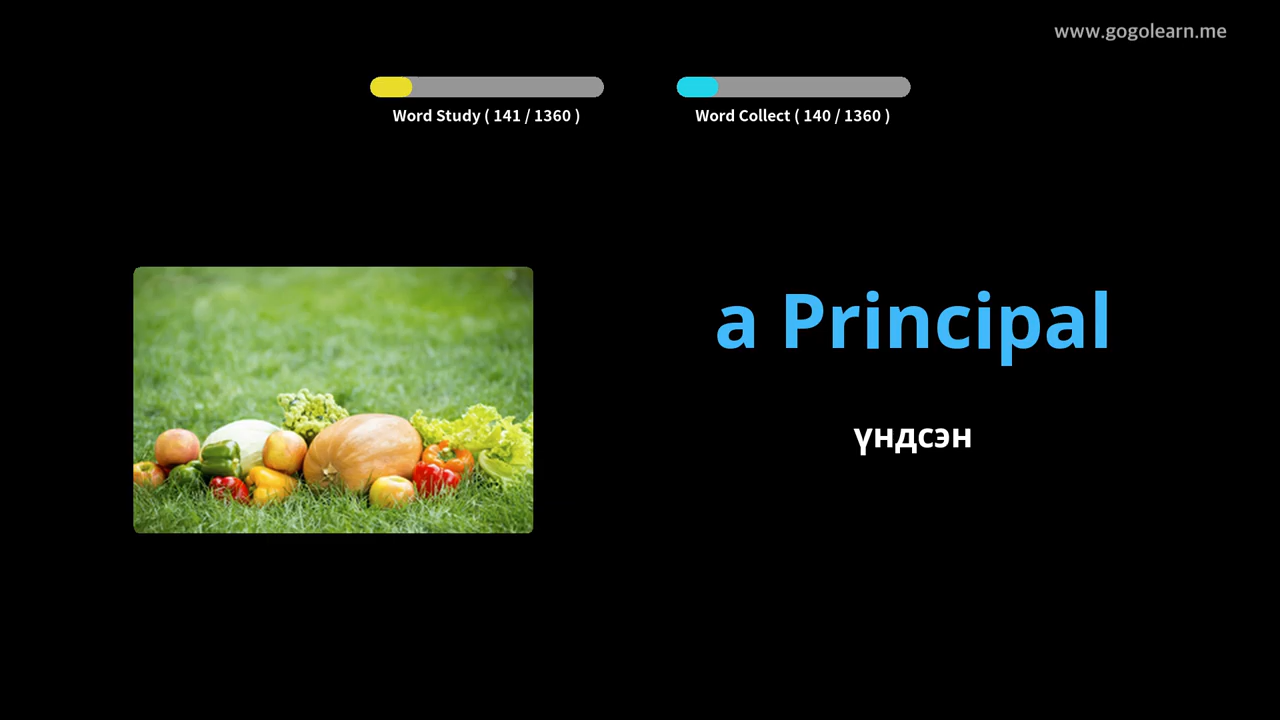 www.gogolearn.me
Word Study ( 141 / 1360 )
Word Collect ( 140 / 1360 )
a Principal
үндсэн